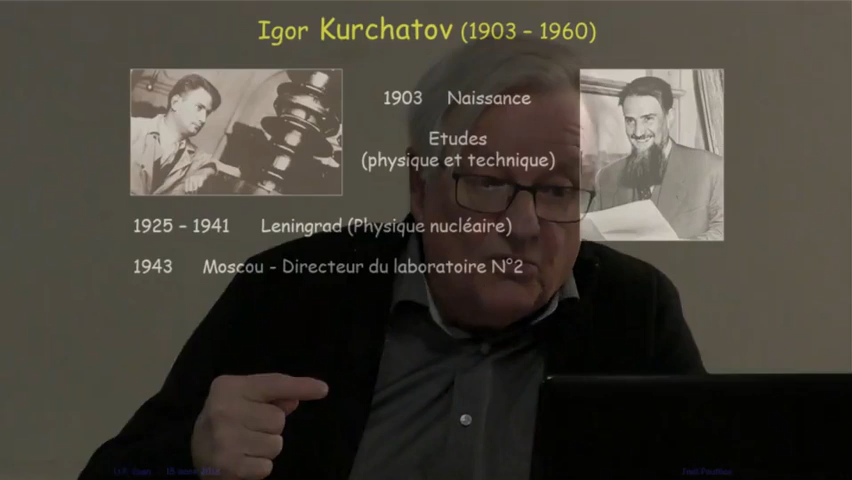 Igor Kurchatov (1903 – 1960)
1903 Naissance
Etudes
(physique et technique)
1925 – 1941 Leningrad (Physique nucléaire)
1943 Moscou - Directeur du laboratoire N°2